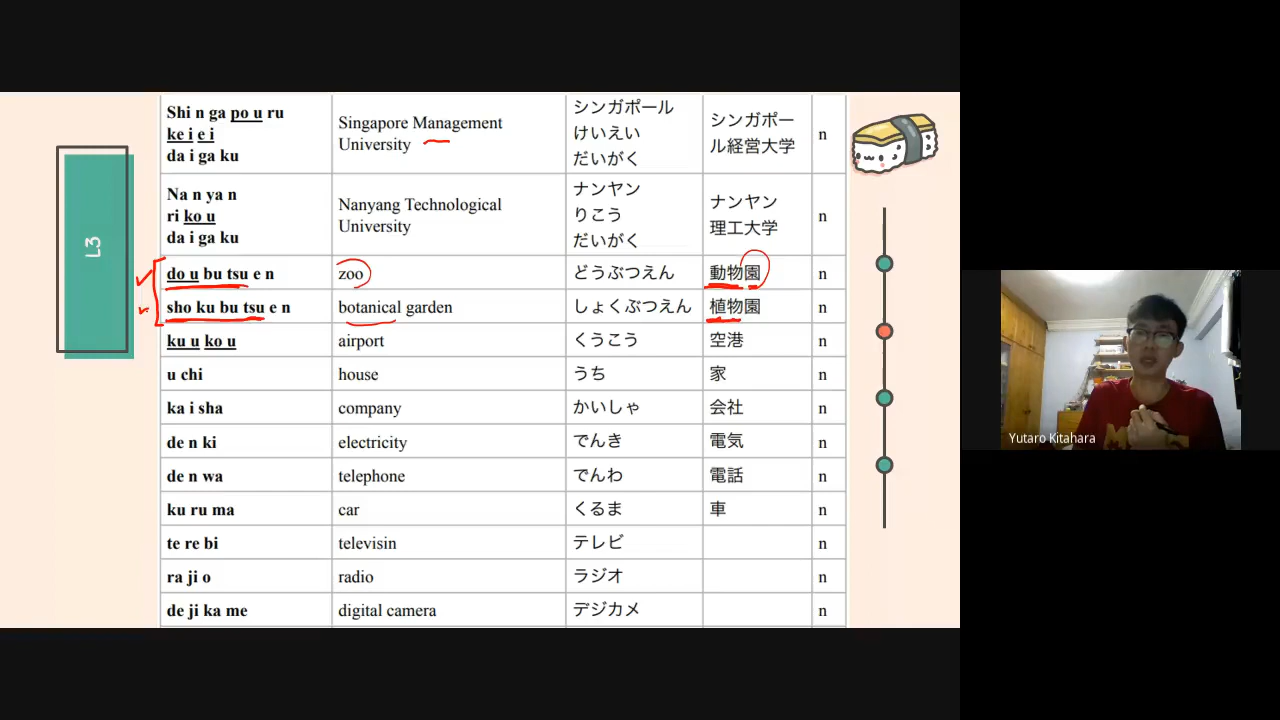 L3
Shi n ga po u ru
ke i e i
da i ga ku
Singapore Management
University
シンガポール
けいえい
だいがく
シンガポー
ル経営大学
n
Na n ya n
ri ko u
da i ga ku
Nanyang Technological
University
ナンヤン
りこう
だいがく
ナンヤン
理工大学
n
do u bu tsu e n zoo どうぶつえん 動物園 n
sho ku bu tsu e n botanical garden しょくぶつえん 植物園 n
ku u ko u airport くうこう 空港 n
u chi house うち 家 n
ka i sha company かいしゃ 会社 n
de n ki electricity でんき 電気 n
de n wa telephone でんわ 電話 n
ku ru ma car くるま 車 n
te re bi televisin テレビ n
ra ji o radio ラジオ n
de ji ka me digital camera デジカメ n
Yutaro Kitahara